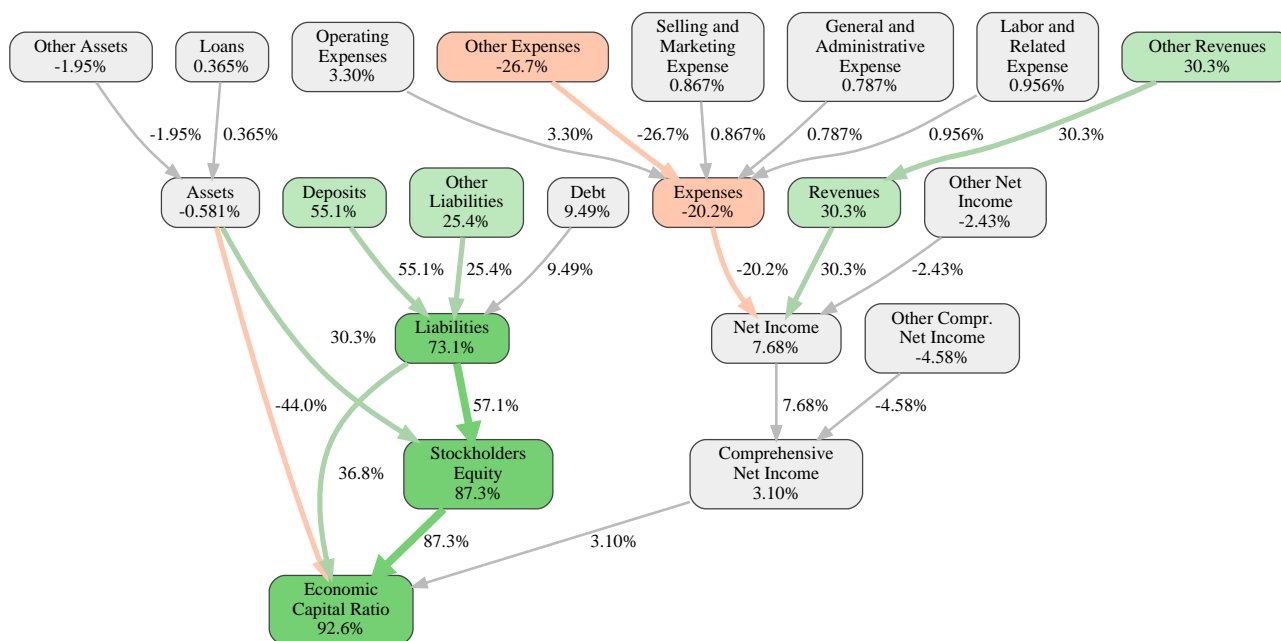 Other Assets
-1.95%
Loans
0.365%
Operating
Expenses
3.30%
Other Expenses
-26.7%
Selling and
Marketing
Expense
0.867%
General and
Administrative
Expense
0.787%
Labor and
Related
Expense
0.956%
Other Revenues
30.3%
-1.95%
0.365%
3.30%
-26.7%
0.867%
0.787%
0.956%
30.3%
Assets
-0.581%
Deposits
55.1%
Other
Liabilities
25.4%
Debt
9.49%
Expenses
-20.2%
Revenues
30.3%
Other Net
Income
-2.43%
55.1%
25.4%
9.49%
-20.2%
30.3%
-2.43%
Liabilities
73.1%
Net Income
7.68%
Other Compr.
Net Income
-4.58%
30.3%
-44.0%
57.1%
7.68%
-4.58%
Stockholders
Equity
87.3%
Comprehensive
Net Income
3.10%
36.8%
87.3%
3.10%
Economic
Capital Ratio
92.6%